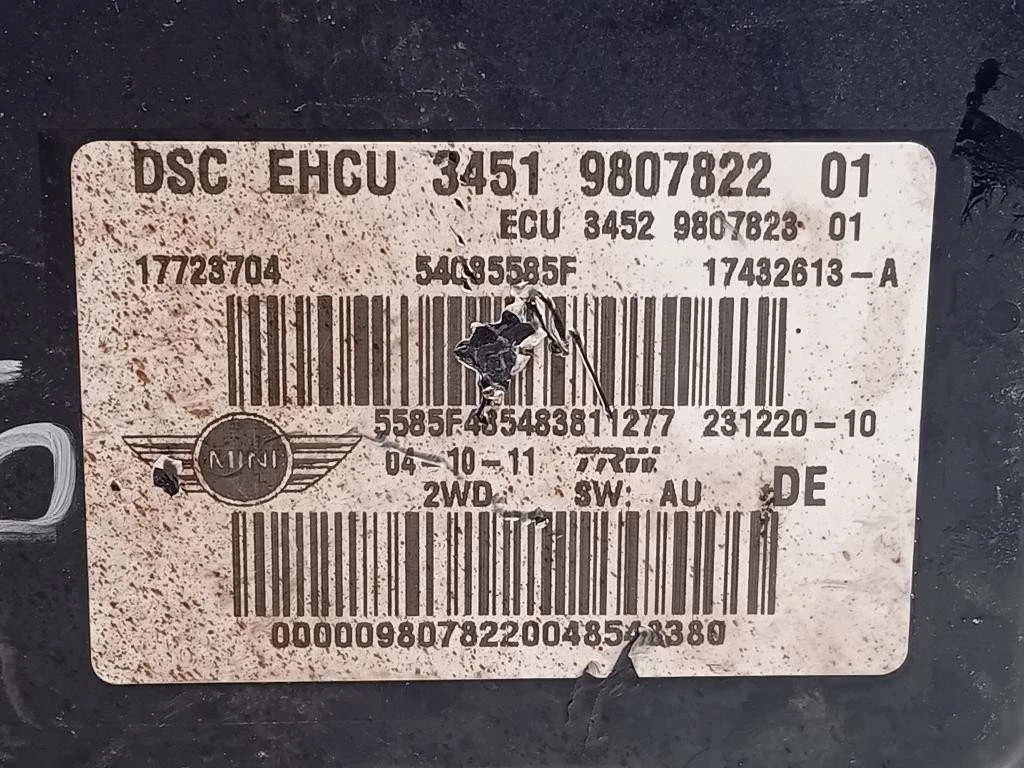 DSC EHCU 3451 9807822 01
ECU 3452 9807823 01
17723704 54085585F 17432613-A
5585F485483811277 231220-10
MINI 04-10-11 TRW
2WD SW: AU DE